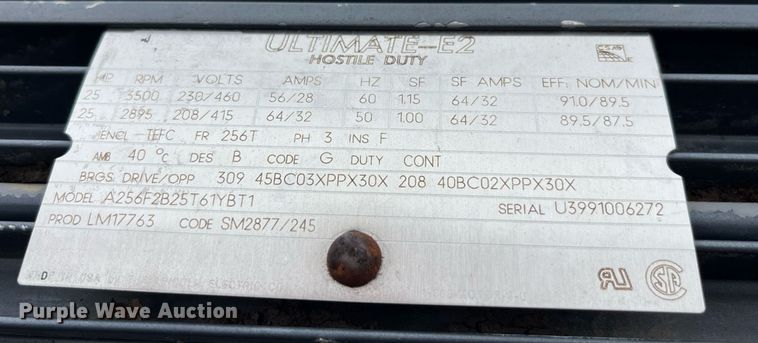 ULTIMATE-E2
HOSTILE DUTY
HP RPM VOLTS AMPS HZ SF SF AMPS EFF: NOM/MIN
25 3500 230/460 56/28 60 1.15 64/32 91.0/89.5
25 2895 208/415 64/32 50 1.00 64/32 89.5/87.5
ENCL TEFC FR 256T PH 3 INS F
AMB 40 °C DES B CODE G DUTY CONT
BRGS. DRIVE/OPP 309 45BC03XPPX30X 208 40BC02XPPX30X
MODEL A256F2B25T61YBT1 SERIAL U3991006272
PROD LM17763 CODE SM2877/245
Purple Wave Auction